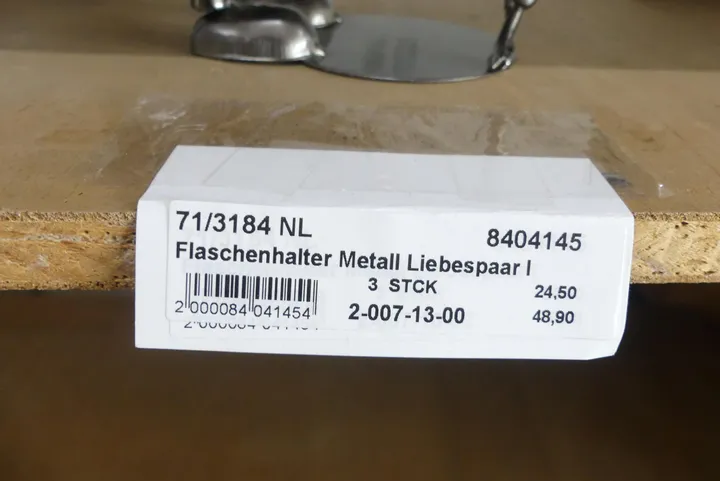 71/3184 NL
8404145
Flaschenhalter Metall Liebespaar I
3 STCK
24,50
2 000084 041454
2-007-13-00
48,90